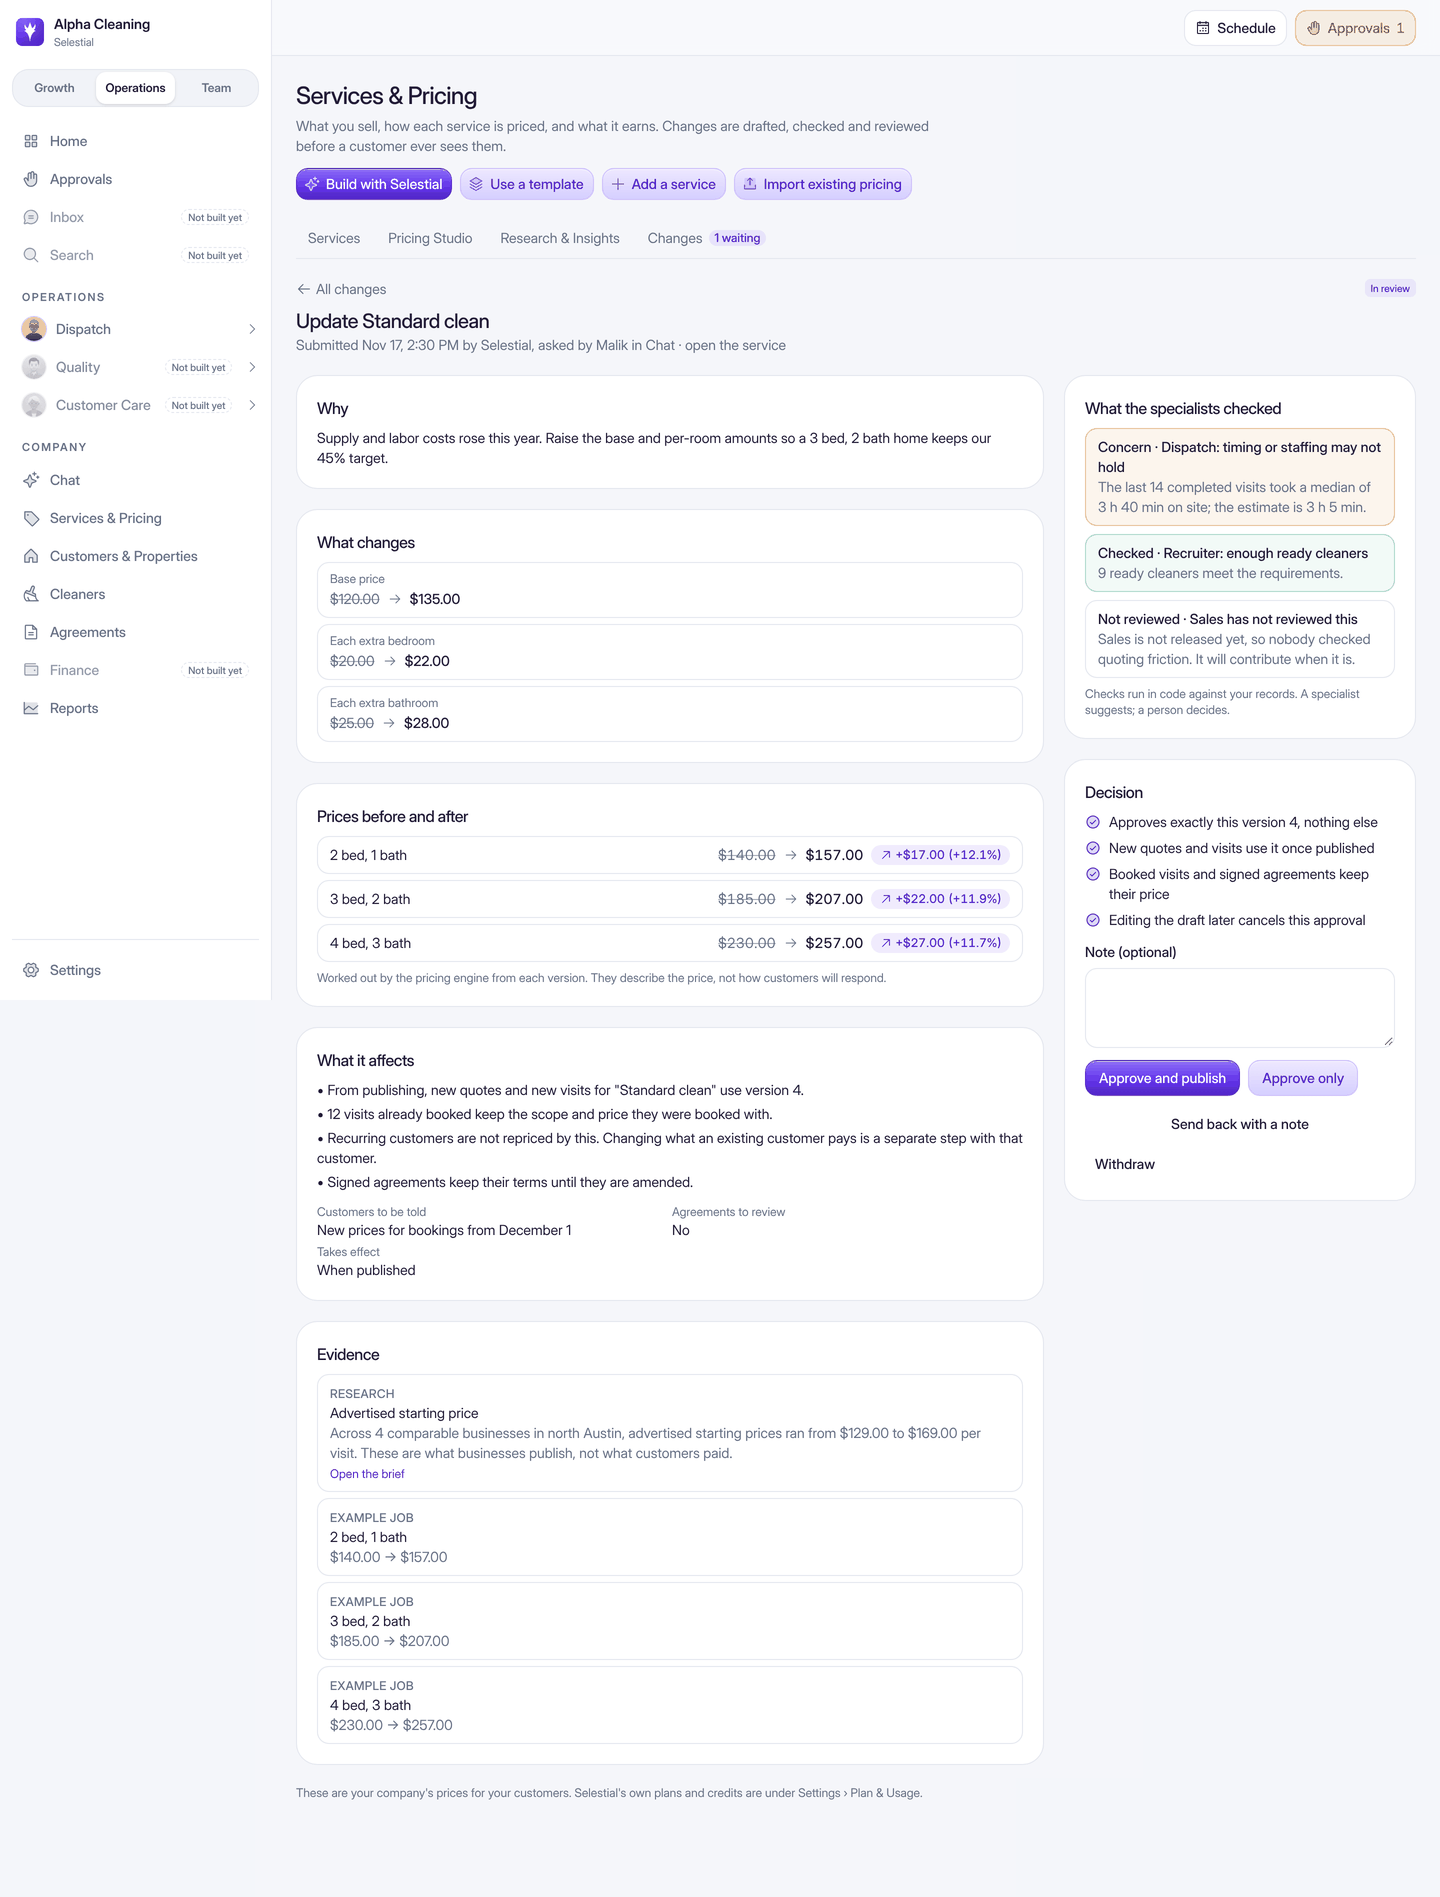 Alpha Cleaning
Selestial
Growth
Operations
Team
Home
Approvals
Inbox
Not built yet
Search
Not built yet
OPERATIONS
Dispatch
Quality
Not built yet
Customer Care
Not built yet
COMPANY
Chat
Services & Pricing
Customers & Properties
Cleaners
Agreements
Finance
Not built yet
Reports
Settings
Schedule
Approvals 1
Services & Pricing
What you sell, how each service is priced, and what it earns. Changes are drafted, checked and reviewed
before a customer ever sees them.
Build with Selestial
Use a template
Add a service
Import existing pricing
Services
Pricing Studio
Research & Insights
Changes
1 waiting
← All changes
In review
Update Standard clean
Submitted Nov 17, 2:30 PM by Selestial, asked by Malik in Chat · open the service
Why
Supply and labor costs rose this year. Raise the base and per-room amounts so a 3 bed, 2 bath home keeps our
45% target.
What changes
Base price
$120.00 → $135.00
Each extra bedroom
$20.00 → $22.00
Each extra bathroom
$25.00 → $28.00
Prices before and after
2 bed, 1 bath $140.00 → $157.00 ↗ +$17.00 (+12.1%)
3 bed, 2 bath $185.00 → $207.00 ↗ +$22.00 (+11.9%)
4 bed, 3 bath $230.00 → $257.00 ↗ +$27.00 (+11.7%)
Worked out by the pricing engine from each version. They describe the price, not how customers will respond.
What it affects
• From publishing, new quotes and new visits for "Standard clean" use version 4.
• 12 visits already booked keep the scope and price they were booked with.
• Recurring customers are not repriced by this. Changing what an existing customer pays is a separate step with that
customer.
• Signed agreements keep their terms until they are amended.
Customers to be told
New prices for bookings from December 1
Agreements to review
No
Takes effect
When published
Evidence
RESEARCH
Advertised starting price
Across 4 comparable businesses in north Austin, advertised starting prices ran from $129.00 to $169.00 per
visit. These are what businesses publish, not what customers paid.
Open the brief
EXAMPLE JOB
2 bed, 1 bath
$140.00 → $157.00
EXAMPLE JOB
3 bed, 2 bath
$185.00 → $207.00
EXAMPLE JOB
4 bed, 3 bath
$230.00 → $257.00
What the specialists checked
Concern · Dispatch: timing or staffing may not
hold
The last 14 completed visits took a median of
3 h 40 min on site; the estimate is 3 h 5 min.
Checked · Recruiter: enough ready cleaners
9 ready cleaners meet the requirements.
Not reviewed · Sales has not reviewed this
Sales is not released yet, so nobody checked
quoting friction. It will contribute when it is.
Checks run in code against your records. A specialist
suggests; a person decides.
Decision
Approves exactly this version 4, nothing else
New quotes and visits use it once published
Booked visits and signed agreements keep
their price
Editing the draft later cancels this approval
Note (optional)
Approve and publish
Approve only
Send back with a note
Withdraw
These are your company's prices for your customers. Selestial's own plans and credits are under Settings › Plan & Usage.